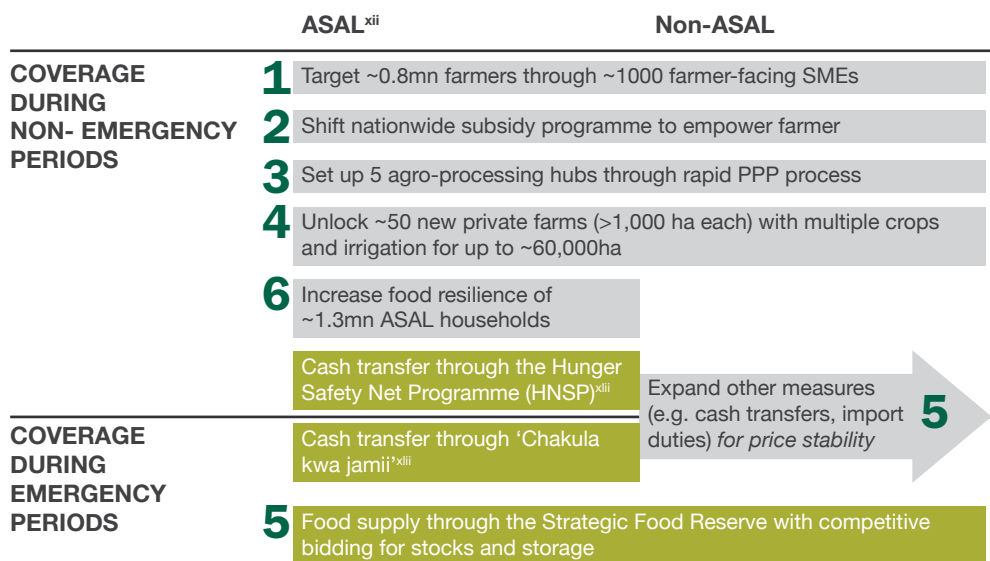 ASALxii Non-ASAL
COVERAGE
DURING
NON- EMERGENCY
PERIODS
1 Target ~0.8mn farmers through ~1000 farmer-facing SMEs
2 Shift nationwide subsidy programme to empower farmer
3 Set up 5 agro-processing hubs through rapid PPP process
4 Unlock ~50 new private farms (>1,000 ha each) with multiple crops
and irrigation for up to ~60,000ha
6 Increase food resilience of
~1.3mn ASAL households
Cash transfer through the Hunger
Safety Net Programme (HNSP)xlii
Expand other measures
(e.g. cash transfers, import
duties) for price stability
5
COVERAGE
DURING
EMERGENCY
PERIODS
Cash transfer through ‘Chakula
kwa jamii’xlii
5 Food supply through the Strategic Food Reserve with competitive
bidding for stocks and storage